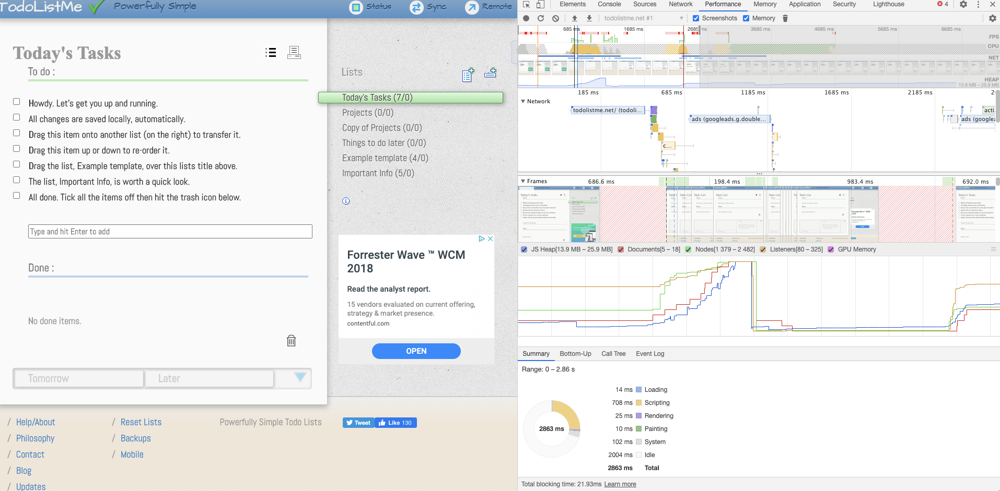 TodoListMe Powerfully Simple Status Sync Remote
Today's Tasks
To do :
Howdy. Let's get you up and running.
All changes are saved locally, automatically.
Drag this item onto another list (on the right) to transfer it.
Drag this item up or down to re-order it.
Drag the list, Example template, over this lists title above.
The list, Important Info, is worth a quick look.
All done. Tick all the items off then hit the trash icon below.
Type and hit Enter to add
Done :
No done items.
Tomorrow Later
Lists
Today's Tasks (7/0)
Projects (0/0)
Copy of Projects (0/0)
Things to do later (0/0)
Example template (4/0)
Important Info (5/0)
Forrester Wave ™ WCM
2018
Read the analyst report.
15 vendors evaluated on current offering,
strategy & market presence.
contentful.com
OPEN
/ Help/About
/ Philosophy
/ Contact
/ Blog
/ Updates
/ Reset Lists
/ Backups
/ Mobile
Powerfully Simple Todo Lists
Tweet Like 130
Elements Console Sources Network Performance Memory Application Security Lighthouse 4
todolistme.net #1 Screenshots Memory
685 ms 1685 ms 2685 ms 3685 ms 4685 ms 5685 ms 6685 ms
FPS
CPU
NET
HEAP
13.9 MB – 25.9 MB
185 ms 685 ms 1185 ms 1685 ms 2185 ms
Network
todolistme.net/ (todoli...
ads (googleads.g.double...
acti
ads (googlea
c...
Frames 686.6 ms 198.4 ms 983.4 ms 692.0 ms
JS Heap[13.9 MB – 25.9 MB] Documents[5 – 18] Nodes[1 379 – 2 482] Listeners[80 – 325] GPU Memory
Summary Bottom-Up Call Tree Event Log
Range: 0 – 2.86 s
2863 ms
14 ms Loading
708 ms Scripting
25 ms Rendering
10 ms Painting
102 ms System
2004 ms Idle
2863 ms Total
Total blocking time: 21.93ms Learn more